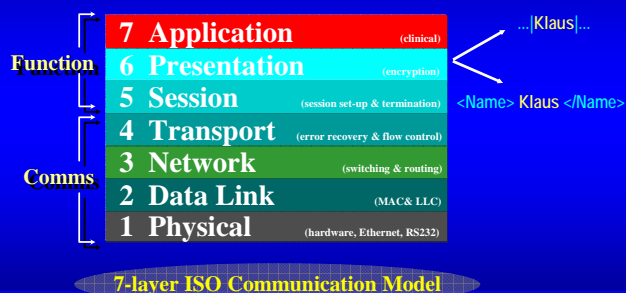 7 Application (clinical)
6 Presentation (encryption)
5 Session (session set-up & termination)
4 Transport (error recovery & flow control)
3 Network (switching & routing)
2 Data Link (MAC& LLC)
1 Physical (hardware, Ethernet, RS232)
Function
Comms
...|Klaus|...
<Name> Klaus </Name>
7-layer ISO Communication Model